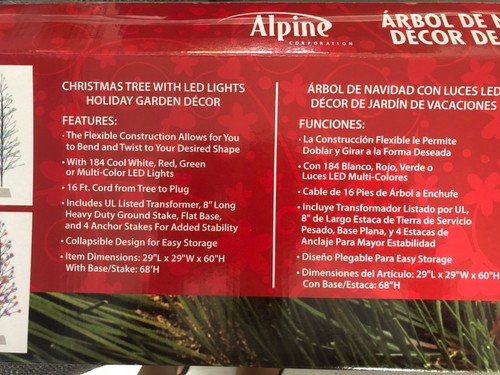 Alpine
CORPORATION
ÁRBOL DE
DÉCOR DE
CHRISTMAS TREE WITH LED LIGHTS
HOLIDAY GARDEN DÉCOR
FEATURES:
· The Flexible Construction Allows for You
to Bend and Twist to Your Desired Shape
· With 184 Cool White, Red, Green
or Multi-Color LED Lights
· 16 Ft. Cord from Tree to Plug
· Includes UL Listed Transformer, 8" Long
Heavy Duty Ground Stake, Flat Base,
and 4 Anchor Stakes For Added Stability
· Collapsible Design for Easy Storage
· Item Dimensions: 29"L x 29"W x 60"H
With Base/Stake: 68'H
ÁRBOL DE NAVIDAD CON LUCES LED
DÉCOR DE JARDÍN DE VACACIONES
FUNCIONES:
· La Construcción Flexible le Permite
Doblar y Girar a la Forma Deseada
· Con 184 Blanco, Rojo, Verde o
Luces LED Multi-Colores
· Cable de 16 Pies de Árbol a Enchufe
· Incluye Transformador Listado por UL,
8" de Largo Estaca de Tierra de Servicio
Pesado, Base Plana, y 4 Estacas de
Anclaje Para Mayor Estabilidad
· Diseño Plegable Para Easy Storage
· Dimensiones del Artículo: 29"L x 29"W x 60"H
Con Base/Estaca: 68"H